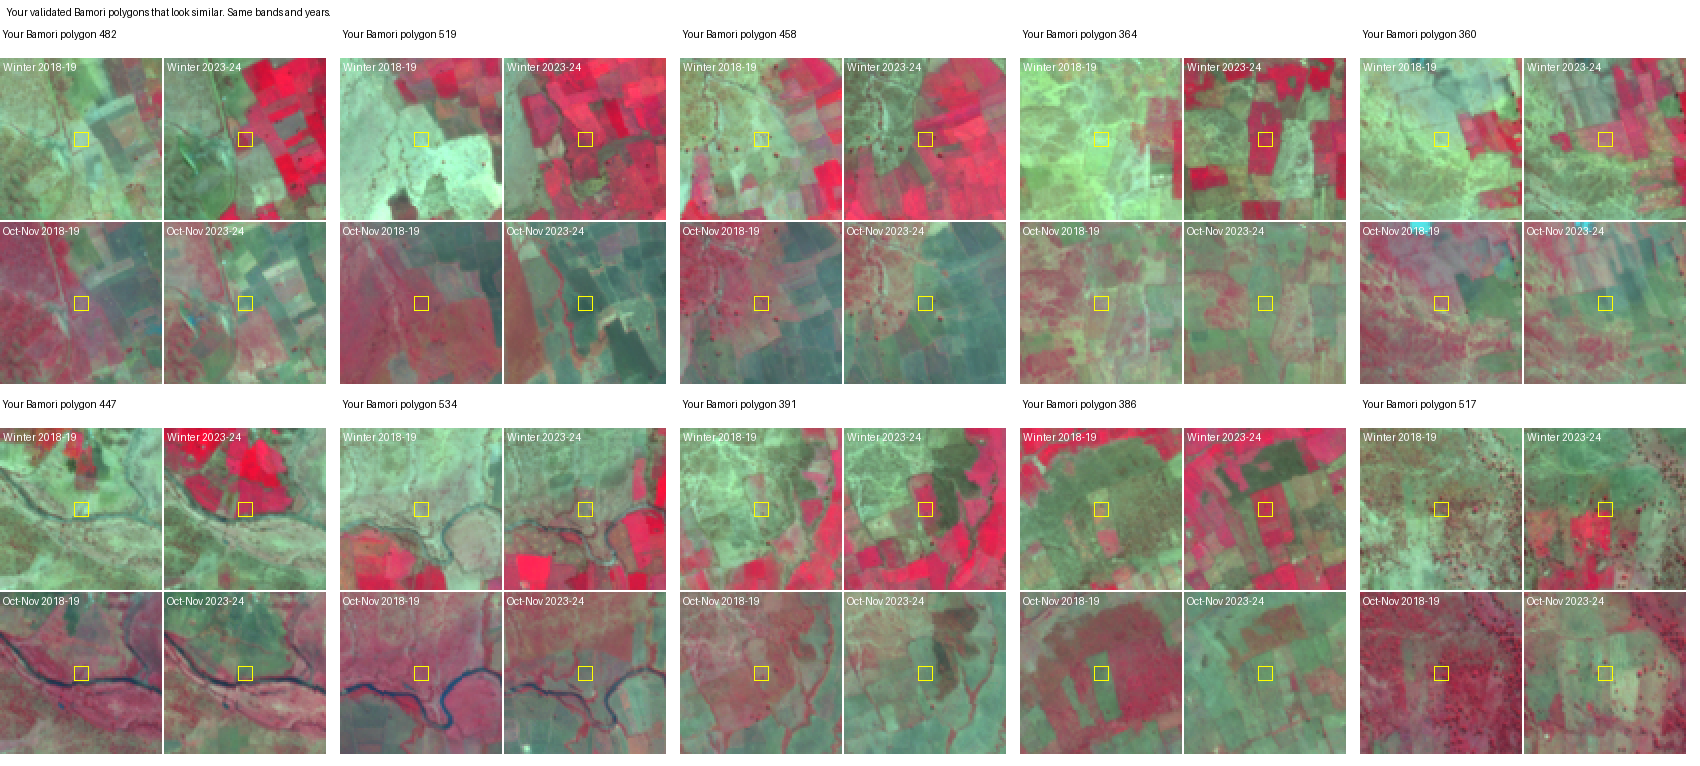 Your validated Bamori polygons that look similar. Same bands and years.
Your Bamori polygon 482
Your Bamori polygon 519
Your Bamori polygon 458
Your Bamori polygon 364
Your Bamori polygon 360
Winter 2018-19
Winter 2023-24
Winter 2018-19
Winter 2023-24
Winter 2018-19
Winter 2023-24
Winter 2018-19
Winter 2023-24
Winter 2018-19
Winter 2023-24
Oct-Nov 2018-19
Oct-Nov 2023-24
Oct-Nov 2018-19
Oct-Nov 2023-24
Oct-Nov 2018-19
Oct-Nov 2023-24
Oct-Nov 2018-19
Oct-Nov 2023-24
Oct-Nov 2018-19
Oct-Nov 2023-24
Your Bamori polygon 447
Your Bamori polygon 534
Your Bamori polygon 391
Your Bamori polygon 386
Your Bamori polygon 517
Winter 2018-19
Winter 2023-24
Winter 2018-19
Winter 2023-24
Winter 2018-19
Winter 2023-24
Winter 2018-19
Winter 2023-24
Winter 2018-19
Winter 2023-24
Oct-Nov 2018-19
Oct-Nov 2023-24
Oct-Nov 2018-19
Oct-Nov 2023-24
Oct-Nov 2018-19
Oct-Nov 2023-24
Oct-Nov 2018-19
Oct-Nov 2023-24
Oct-Nov 2018-19
Oct-Nov 2023-24